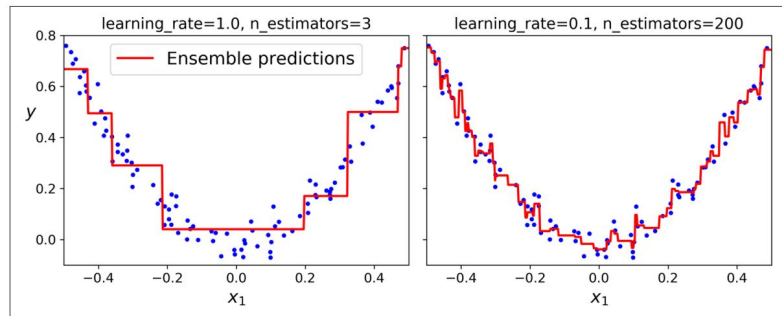 learning_rate=1.0, n_estimators=3
learning_rate=0.1, n_estimators=200
0.8
0.6
0.4
0.2
0.0
y
Ensemble predictions
−0.4 −0.2 0.0 0.2 0.4
−0.4 −0.2 0.0 0.2 0.4
x₁
x₁